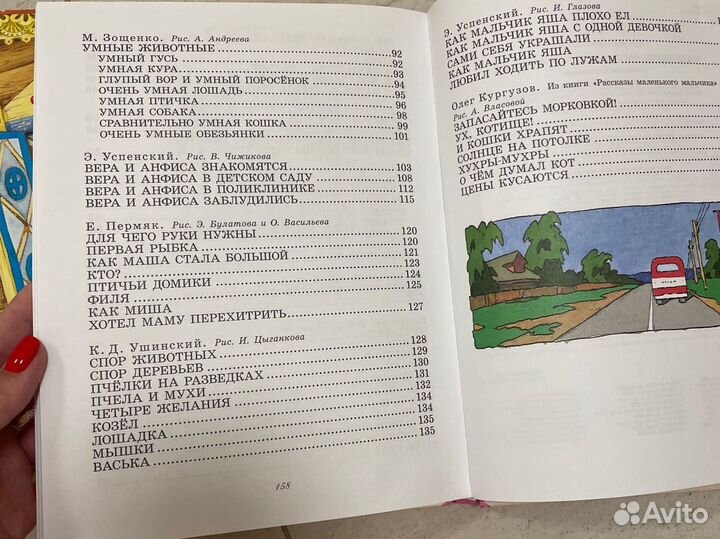 М. Зощенко. Рис. А. Андреева
УМНЫЕ ЖИВОТНЫЕ 92
УМНЫЙ ГУСЬ 92
УМНАЯ КУРА 93
ГЛУПЫЙ ВОР И УМНЫЙ ПОРОСЁНОК 94
ОЧЕНЬ УМНАЯ ЛОШАДЬ 95
УМНАЯ ПТИЧКА 96
УМНАЯ СОБАКА 98
СРАВНИТЕЛЬНО УМНАЯ КОШКА 99
ОЧЕНЬ УМНЫЕ ОБЕЗЬЯНКИ 101
Э. Успенский. Рис. В. Чижикова
ВЕРА И АНФИСА ЗНАКОМЯТСЯ 103
ВЕРА И АНФИСА В ДЕТСКОМ САДУ 108
ВЕРА И АНФИСА В ПОЛИКЛИНИКЕ 112
ВЕРА И АНФИСА ЗАБЛУДИЛИСЬ 115
Е. Пермяк. Рис. Э. Булатова и О. Васильева
ДЛЯ ЧЕГО РУКИ НУЖНЫ 120
ПЕРВАЯ РЫБКА 120
КАК МАША СТАЛА БОЛЬШОЙ 121
КТО? 123
ПТИЧЬИ ДОМИКИ 124
ФИЛЯ 125
КАК МИША
ХОТЕЛ МАМУ ПЕРЕХИТРИТЬ 127
К. Д. Ушинский. Рис. И. Цыганкова
СПОР ЖИВОТНЫХ 128
СПОР ДЕРЕВЬЕВ 129
ПЧЁЛКИ НА РАЗВЕДКАХ 130
ПЧЕЛА И МУХИ 131
ЧЕТЫРЕ ЖЕЛАНИЯ 132
КОЗЁЛ 134
ЛОШАДКА 134
МЫШКИ 135
ВАСЬКА 135
158
Э. Успенский. Рис. И. Глазова
КАК МАЛЬЧИК ЯША ПЛОХО ЕЛ
КАК МАЛЬЧИК ЯША С ОДНОЙ ДЕВОЧКОЙ
САМИ СЕБЯ УКРАШАЛИ
КАК МАЛЬЧИК ЯША
ЛЮБИЛ ХОДИТЬ ПО ЛУЖАМ
Олег Кургузов. Из книги «Рассказы маленького мальчика»
Рис. А. Власовой
ЗАПАСАЙТЕСЬ МОРКОВКОЙ!
УХ, КОТИЩЕ!
И КОШКИ ХРАПЯТ
СОЛНЦЕ НА ПОТОЛКЕ
ХУХРЫ-МУХРЫ
О ЧЁМ ДУМАЛ КОТ
ЦЕНЫ КУСАЮТСЯ
Avito